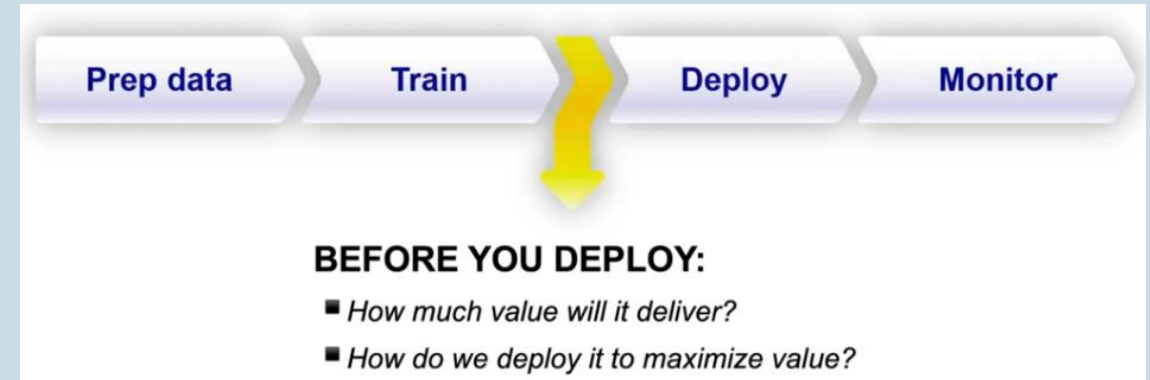 Prep data
Train
Deploy
Monitor
BEFORE YOU DEPLOY:
▪ How much value will it deliver?
▪ How do we deploy it to maximize value?